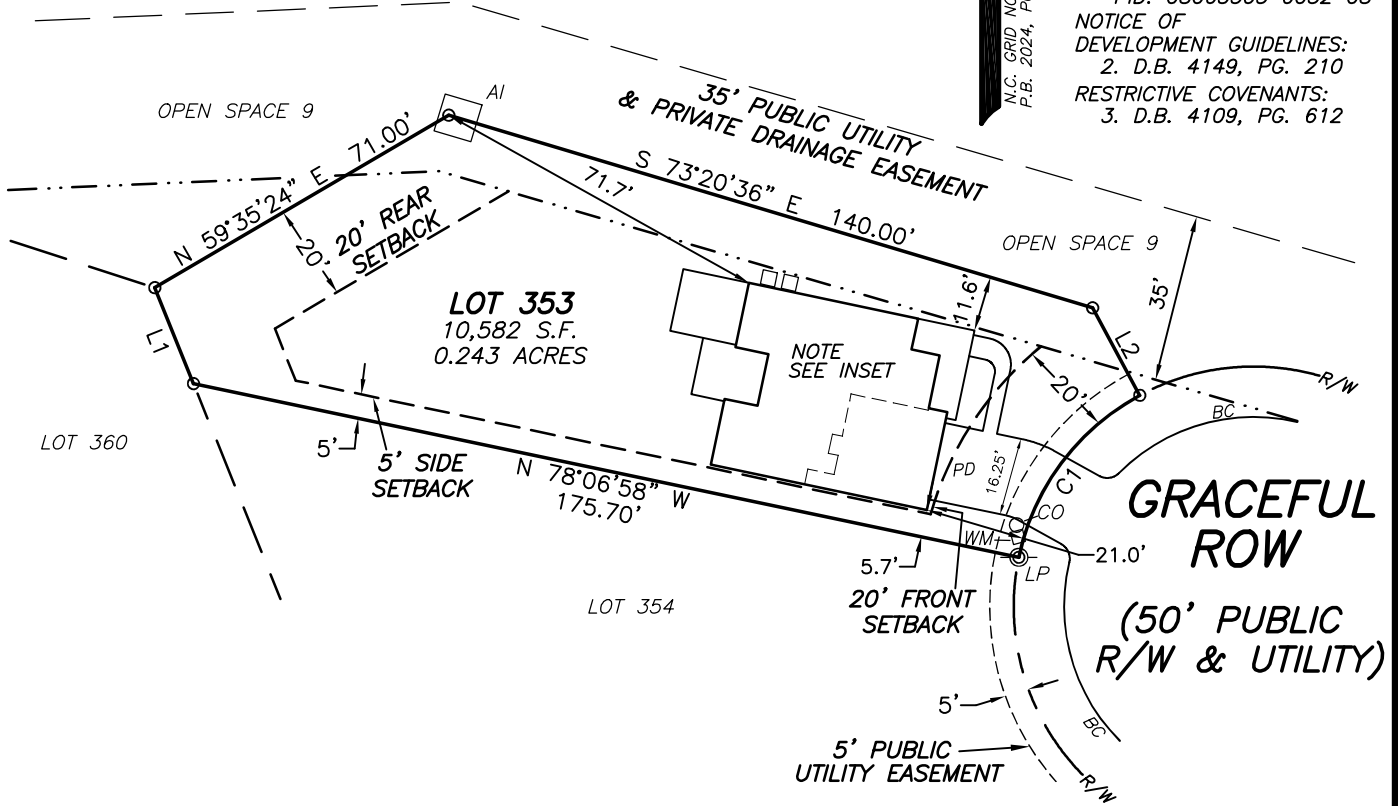 NOTICE OF
DEVELOPMENT GUIDELINES:
2. D.B. 4149, PG. 210
RESTRICTIVE COVENANTS:
3. D.B. 4109, PG. 612
N.C. GRID
P.B. 2024,
OPEN SPACE 9
AI
35' PUBLIC UTILITY
& PRIVATE DRAINAGE EASEMENT
N 59°35'24" E 71.00'
S 73°20'36" E 140.00'
71.7'
20' REAR
SETBACK
20'
OPEN SPACE 9
35'
11.6'
L1
L2
LOT 353
10,582 S.F.
0.243 ACRES
NOTE
SEE INSET
20'
R/W
BC
LOT 360
5'
5' SIDE
SETBACK
N 78°06'58" W
175.70'
PD
16.25'
C1
CO
WM
LP
21.0'
5.7'
GRACEFUL
ROW
(50' PUBLIC
R/W & UTILITY)
LOT 354
20' FRONT
SETBACK
5'
BC
5' PUBLIC
UTILITY EASEMENT
R/W